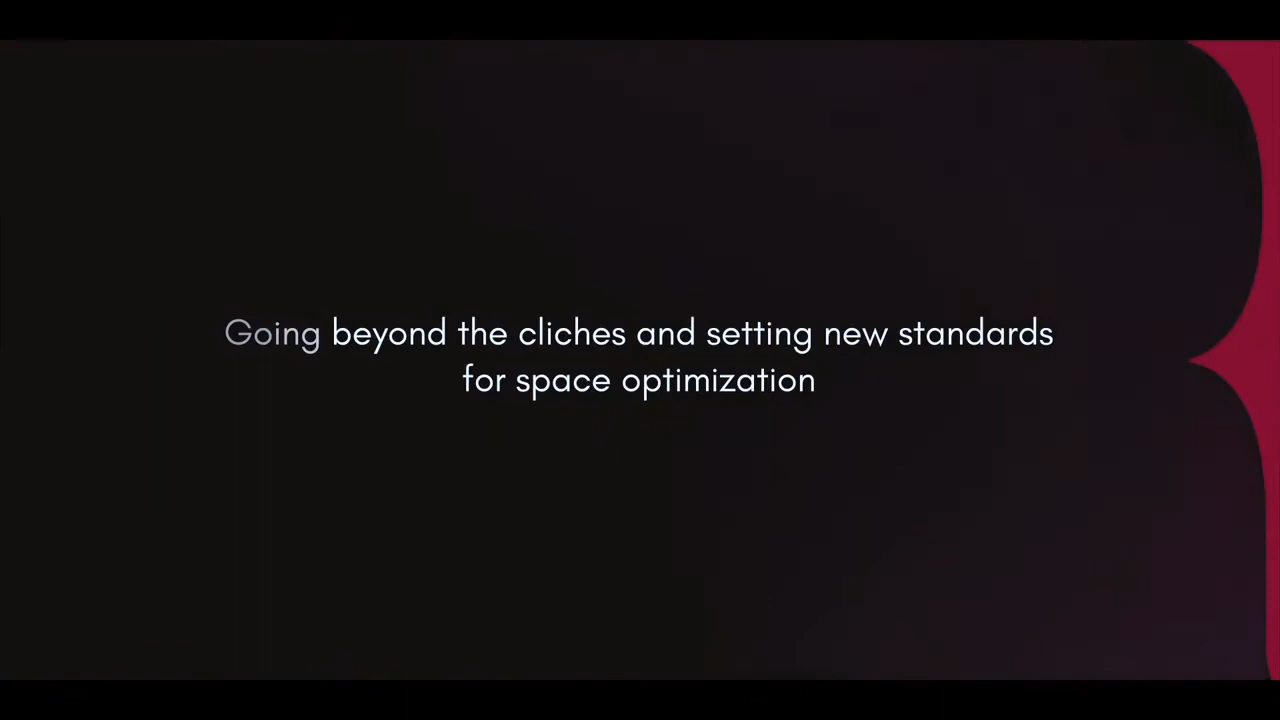 Going beyond the cliches and setting new standards
for space optimization